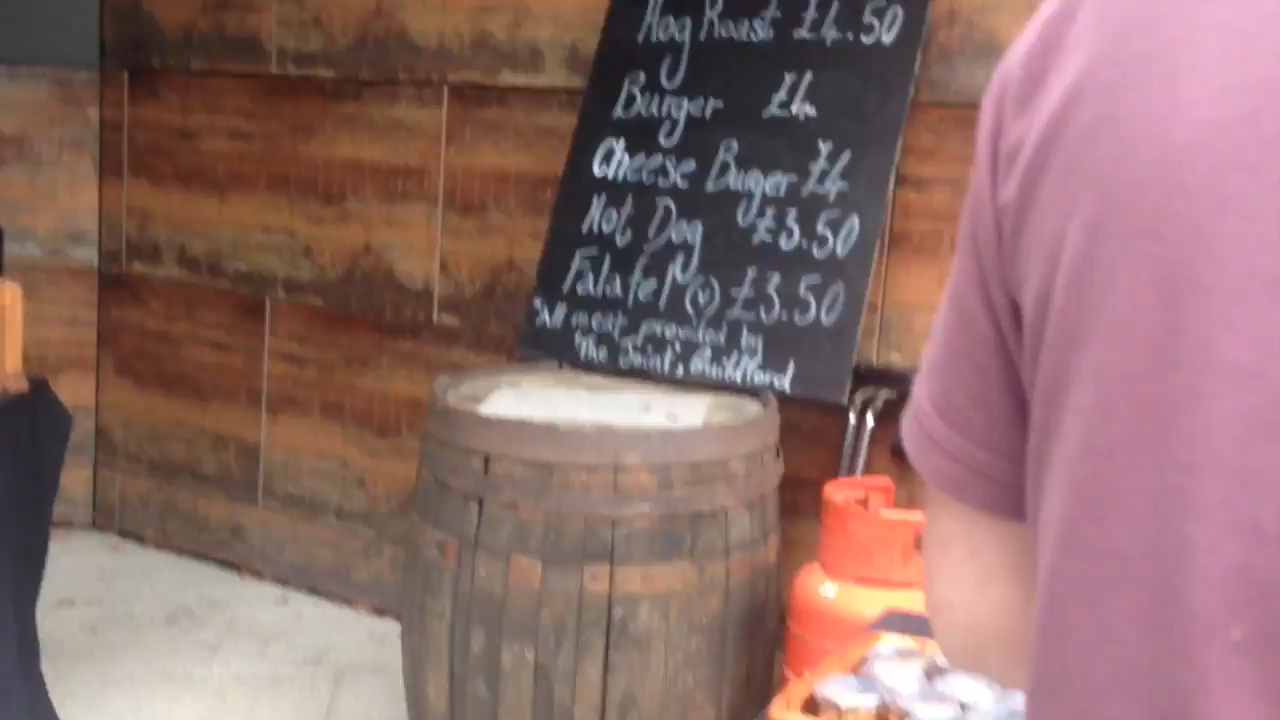 Hog Roast £4.50
Burger £4
Cheese Burger £4
Hot Dog £3.50
Falafel £3.50
*All meat provided by
'The Joint', Guildford